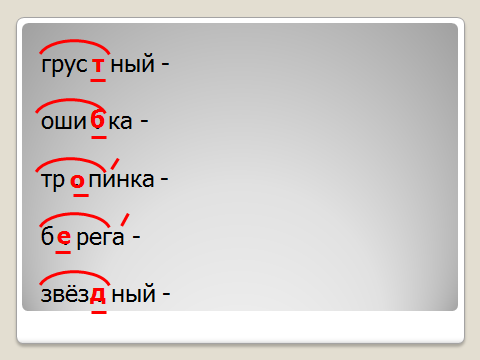 грустный -
ошибка -
тропинка -
берега -
звёздный -